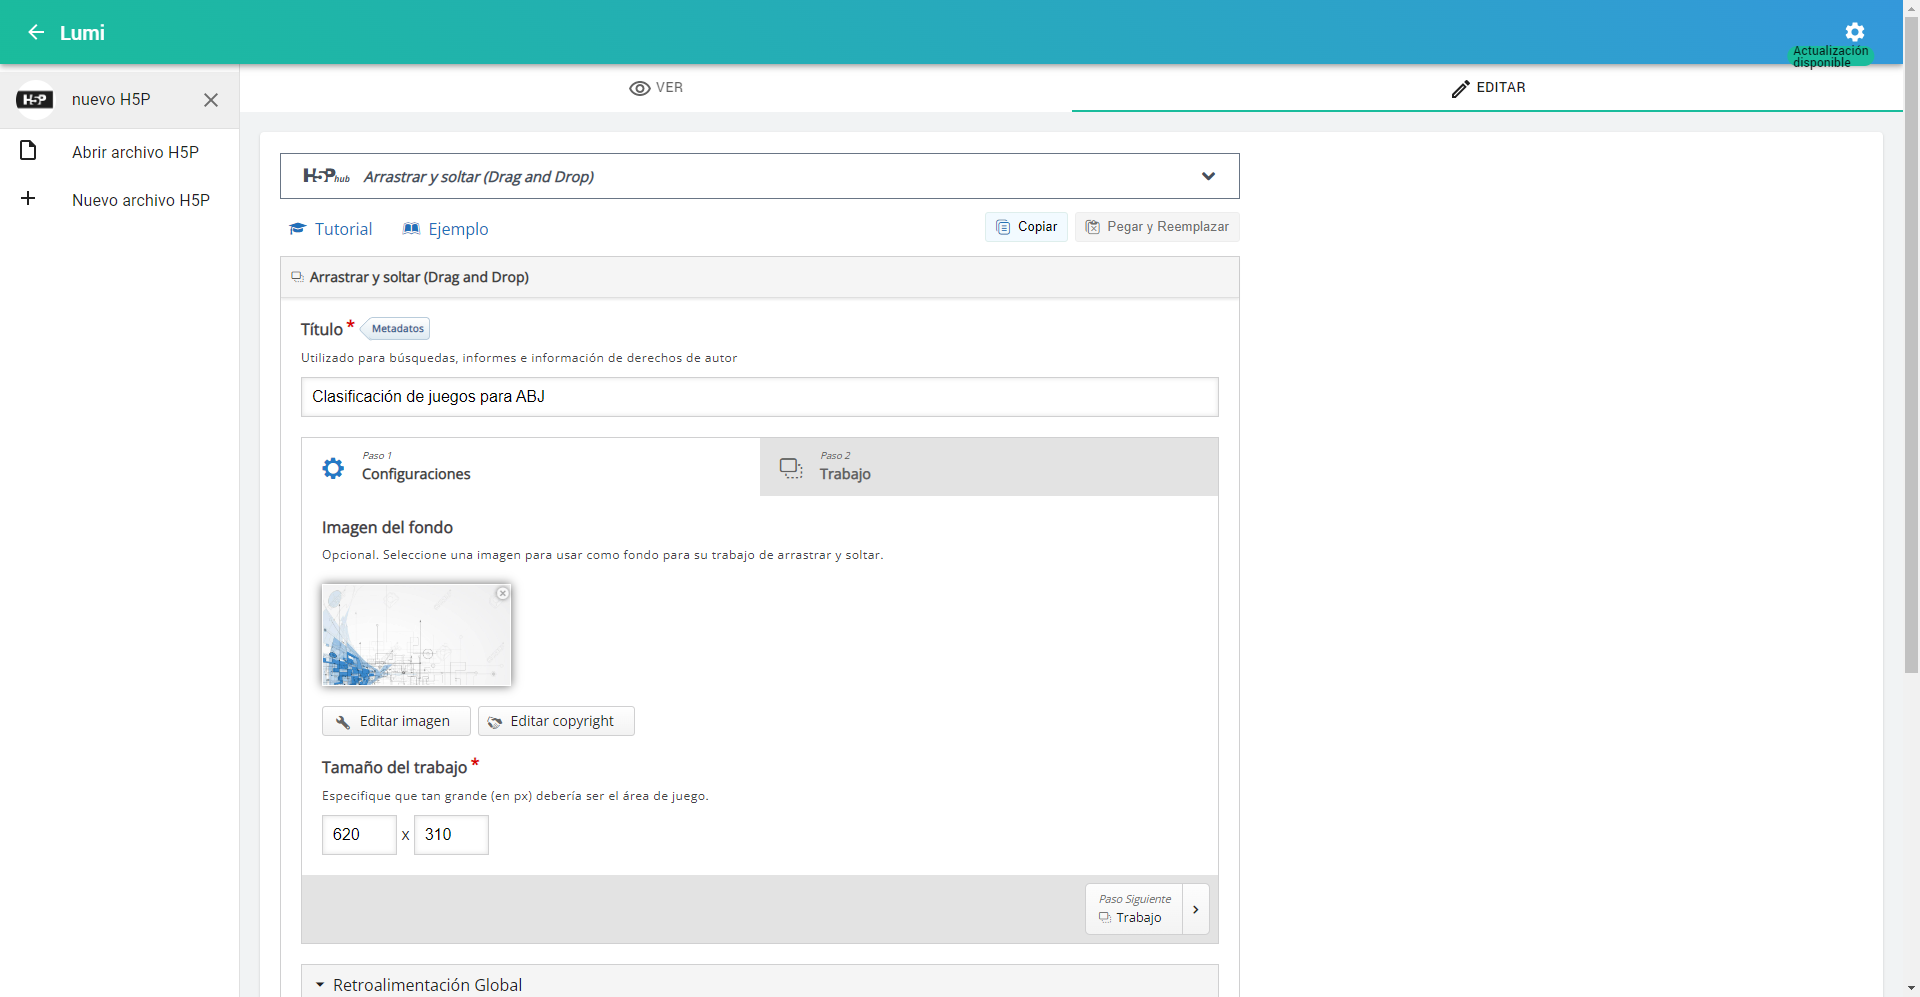 Lumi
Actualización
disponible
H5P nuevo H5P
Abrir archivo H5P
Nuevo archivo H5P
VER
EDITAR
H5Phub Arrastrar y soltar (Drag and Drop)
Tutorial Ejemplo
Copiar Pegar y Reemplazar
Arrastrar y soltar (Drag and Drop)
Título * Metadatos
Utilizado para búsquedas, informes e información de derechos de autor
Clasificación de juegos para ABJ
Paso 1
Configuraciones
Paso 2
Trabajo
Imagen del fondo
Opcional. Seleccione una imagen para usar como fondo para su trabajo de arrastrar y soltar.
Editar imagen Editar copyright
Tamaño del trabajo *
Especifique que tan grande (en px) debería ser el área de juego.
620 x 310
Paso Siguiente
Trabajo
Retroalimentación Global